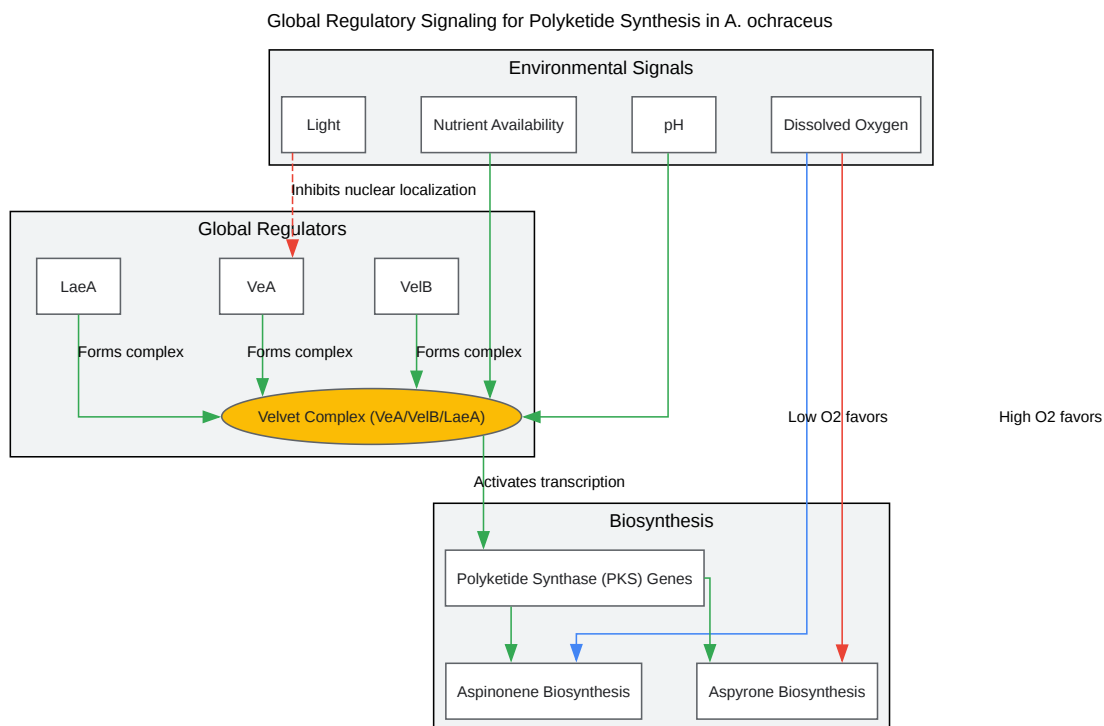 Global Regulatory Signaling for Polyketide Synthesis in A. ochraceus
Environmental Signals
Light
Nutrient Availability
pH
Dissolved Oxygen
Inhibits nuclear localization
Global Regulators
LaeA
VeA
VelB
Forms complex
Forms complex
Forms complex
Velvet Complex (VeA/VelB/LaeA)
Low O2 favors
High O2 favors
Activates transcription
Biosynthesis
Polyketide Synthase (PKS) Genes
Aspinonene Biosynthesis
Aspyrone Biosynthesis